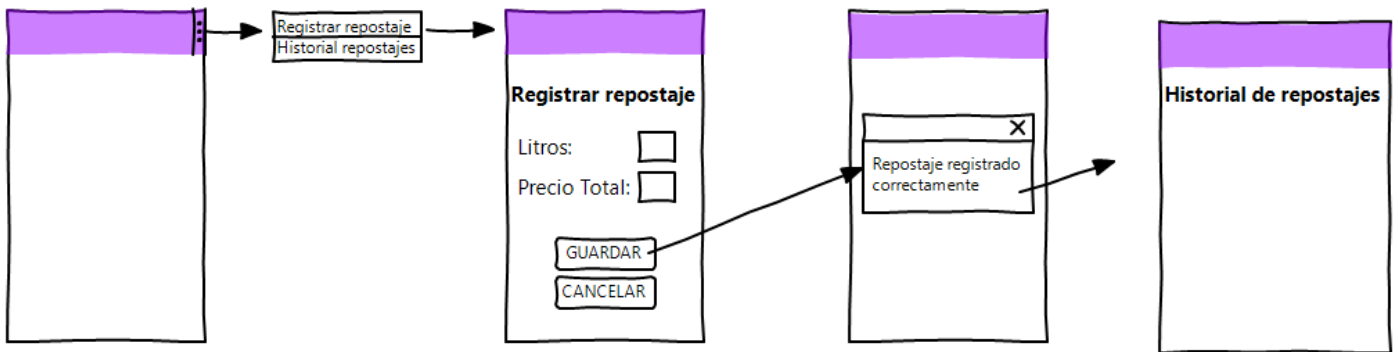 Registrar repostaje
Historial repostajes
Registrar repostaje
Litros:
Precio Total:
GUARDAR
CANCELAR
Repostaje registrado
correctamente
Historial de repostajes